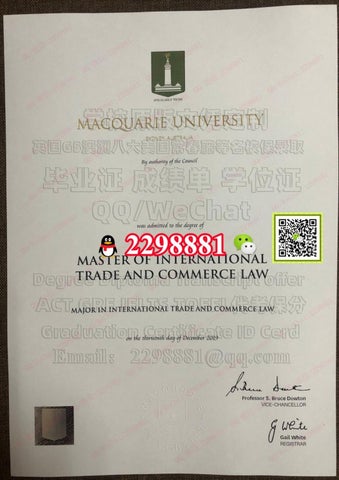 MACQUARIE UNIVERSITY
By authority of the Council
毕业证 成绩单 学位证
QQ/WeChat
was admitted to the degree of
2298881
MASTER OF INTERNATIONAL
TRADE AND COMMERCE LAW
Degree Diploma Transcript offer
MAJOR IN INTERNATIONAL TRADE AND COMMERCE LAW
Graduation Certificate ID Cerd
on the thirteenth day of December 2023
Email: 2298881@qq.com
Professor S. Bruce Dowton
VICE-CHANCELLOR
Gail White
REGISTRAR